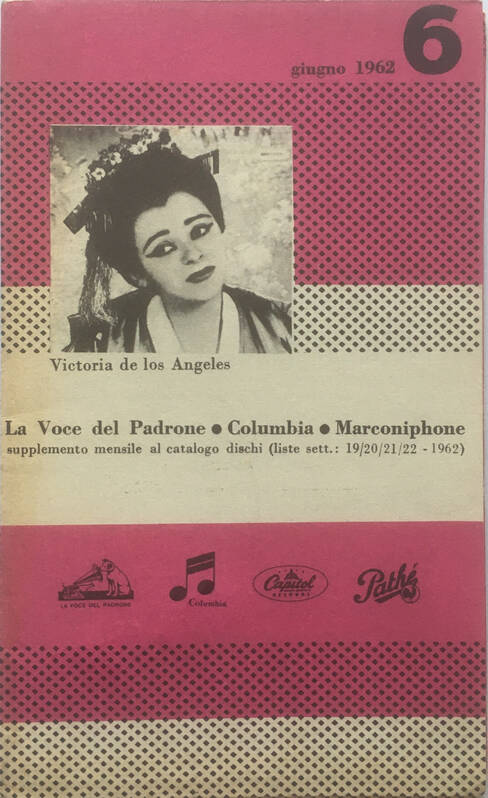 giugno 1962 6
Victoria de los Angeles
La Voce del Padrone ● Columbia ● Marconiphone
supplemento mensile al catalogo dischi (liste sett.: 19/20/21/22 - 1962)
LA VOCE DEL PADRONE
Columbia
Capitol
RECORDS
Pathé